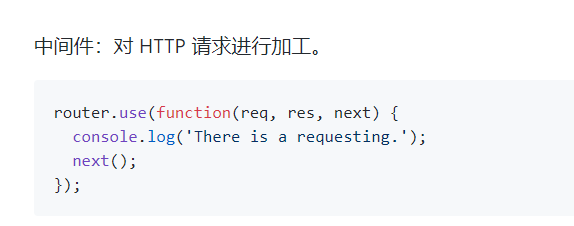 中间件：对 HTTP 请求进行加工。
router.use(function(req, res, next) {
  console.log('There is a requesting.');
  next();
});